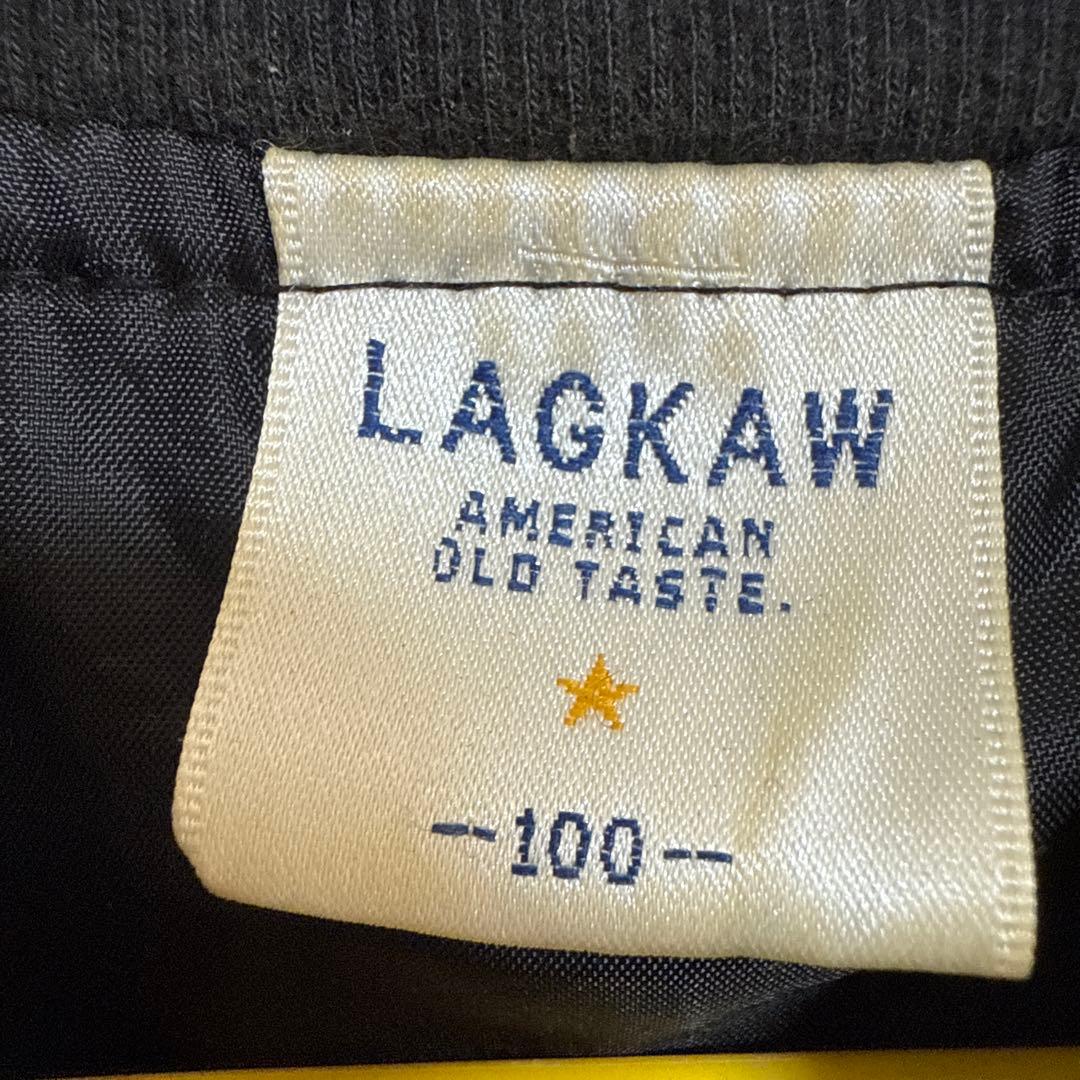 LAGKAW
AMERICAN
OLD TASTE.
--100--